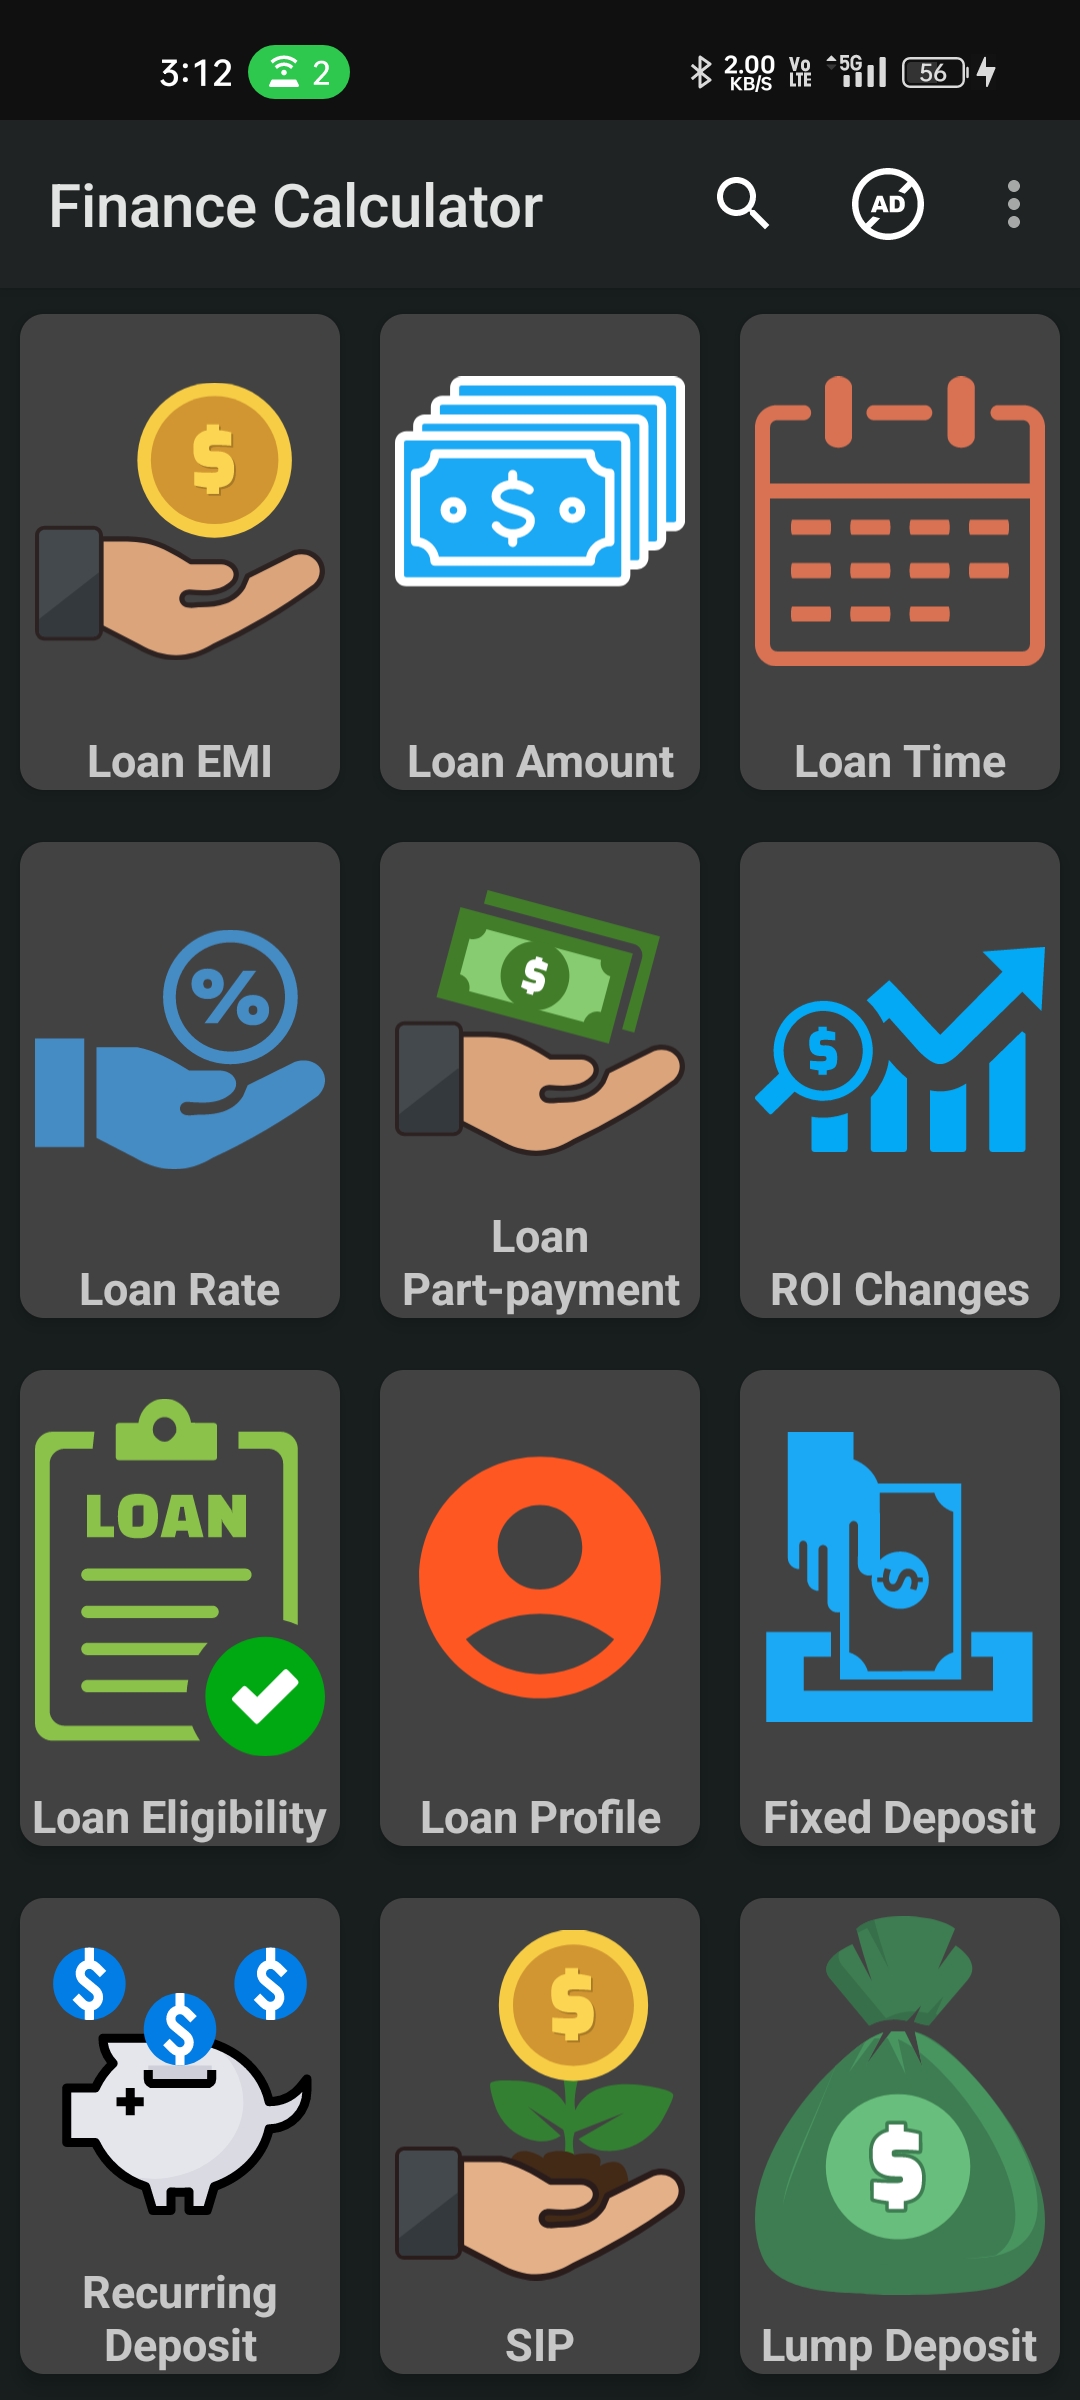 3:12 2 2.00 KB/S Vo LTE 5G 56
Finance Calculator AD
$ $
Loan EMI Loan Amount Loan Time
% $ $
Loan
Loan Rate Part-payment ROI Changes
LOAN $
Loan Eligibility Loan Profile Fixed Deposit
$ $ $ $ $
Recurring
Deposit SIP Lump Deposit